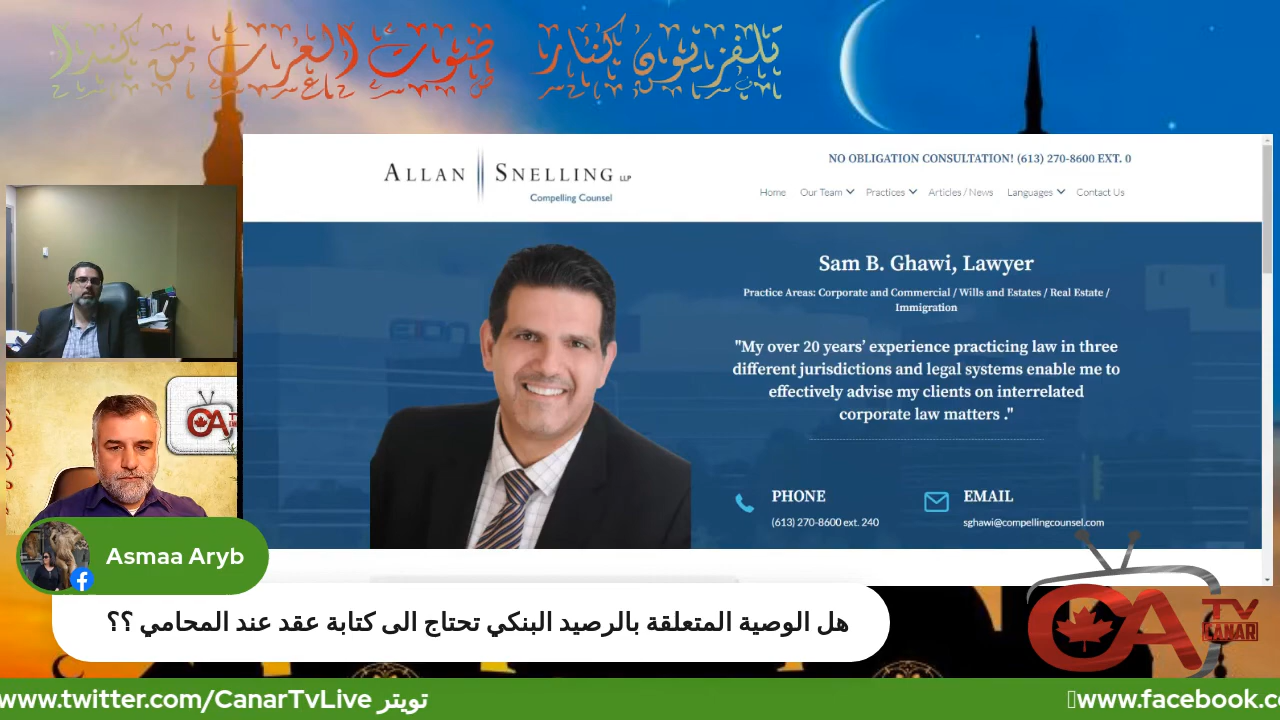 تلفزيون كنار صوت العرب من كندا
ALLAN SNELLING LLP
Compelling Counsel
NO OBLIGATION CONSULTATION! (613) 270-8600 EXT. 0
Home Our Team Practices Articles / News Languages Contact Us
Sam B. Ghawi, Lawyer
Practice Areas: Corporate and Commercial / Wills and Estates / Real Estate /
Immigration
"My over 20 years' experience practicing law in three
different jurisdictions and legal systems enable me to
effectively advise my clients on interrelated
corporate law matters ."
PHONE
(613) 270-8600 ext. 240
EMAIL
sghawi@compellingcounsel.com
Asmaa Aryb
هل الوصية المتعلقة بالرصيد البنكي تحتاج الى كتابة عقد عند المحامي ؟؟
CA TV
CANAR
www.twitter.com/CanarTvLive تويتر
www.facebook.c